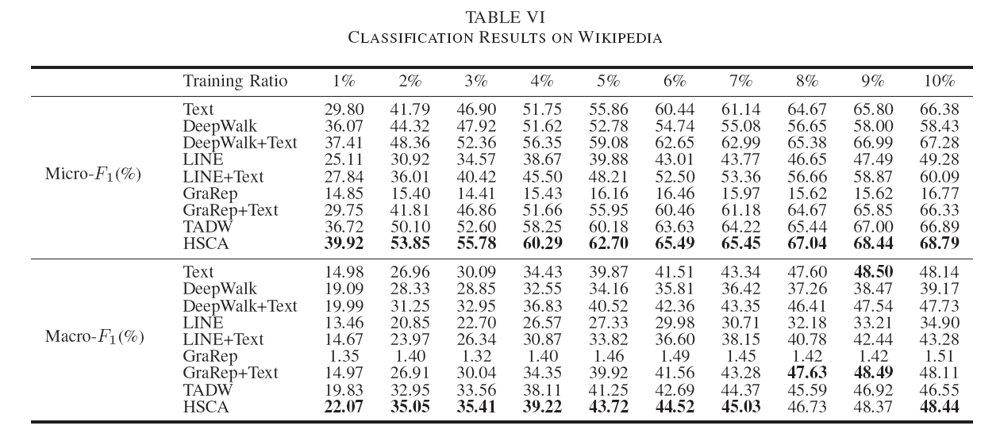 TABLE VI
CLASSIFICATION RESULTS ON WIKIPEDIA
Training Ratio 1% 2% 3% 4% 5% 6% 7% 8% 9% 10%
Text 29.80 41.79 46.90 51.75 55.86 60.44 61.14 64.67 65.80 66.38
DeepWalk 36.07 44.32 47.92 51.62 52.78 54.74 55.08 56.65 58.00 58.43
DeepWalk+Text 37.41 48.36 52.36 56.35 59.08 62.65 62.99 65.38 66.99 67.28
LINE 25.11 30.92 34.57 38.67 39.88 43.01 43.77 46.65 47.49 49.28
Micro-F1(%) LINE+Text 27.84 36.01 40.42 45.50 48.21 52.50 53.36 56.66 58.87 60.09
GraRep 14.85 15.40 14.41 15.43 16.16 16.46 15.97 15.62 15.62 16.77
GraRep+Text 29.75 41.81 46.86 51.66 55.95 60.46 61.18 64.67 65.85 66.33
TADW 36.72 50.10 52.60 58.25 60.18 63.63 64.22 65.44 67.00 66.89
HSCA 39.92 53.85 55.78 60.29 62.70 65.49 65.45 67.04 68.44 68.79
Text 14.98 26.96 30.09 34.43 39.87 41.51 43.34 47.60 48.50 48.14
DeepWalk 19.09 28.33 28.85 32.55 34.16 35.81 36.42 37.26 38.47 39.17
DeepWalk+Text 19.99 31.25 32.95 36.83 40.52 42.36 43.35 46.41 47.54 47.73
LINE 13.46 20.85 22.70 26.57 27.33 29.98 30.71 32.18 33.21 34.90
Macro-F1(%) LINE+Text 14.67 23.97 26.34 30.87 33.82 36.60 38.15 40.78 42.44 43.28
GraRep 1.35 1.40 1.32 1.40 1.46 1.49 1.45 1.42 1.42 1.51
GraRep+Text 14.97 26.91 30.04 34.35 39.92 41.56 43.28 47.63 48.49 48.11
TADW 19.83 32.95 33.56 38.11 41.25 42.69 44.37 45.59 46.92 46.55
HSCA 22.07 35.05 35.41 39.22 43.72 44.52 45.03 46.73 48.37 48.44